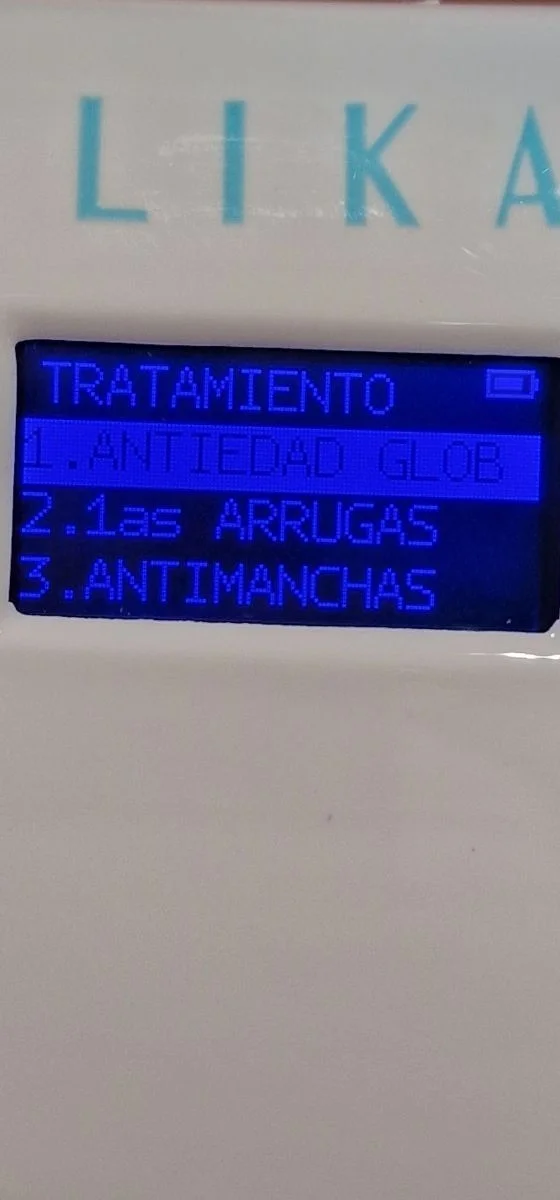 LIKA
TRATAMIENTO
1.ANTIEDAD GLOB
2.1as ARRUGAS
3.ANTIMANCHAS